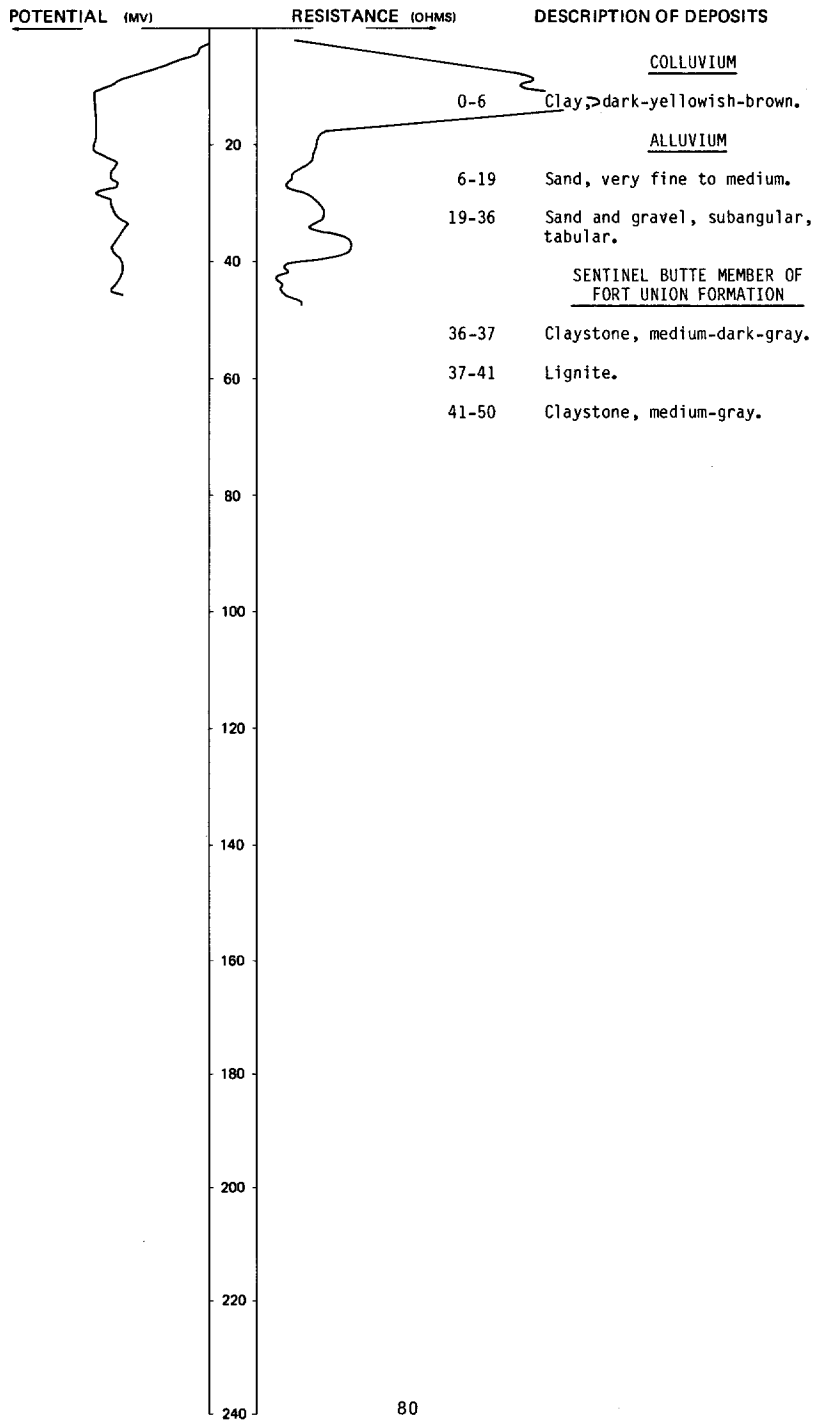 POTENTIAL (MV) RESISTANCE (OHMS) DESCRIPTION OF DEPOSITS
COLLUVIUM
0-6 Clay, dark-yellowish-brown.
20
ALLUVIUM
6-19 Sand, very fine to medium.
19-36 Sand and gravel, subangular,
tabular.
40
SENTINEL BUTTE MEMBER OF
FORT UNION FORMATION
36-37 Claystone, medium-dark-gray.
60
37-41 Lignite.
41-50 Claystone, medium-gray.
80
100
120
140
160
180
200
220
240
80